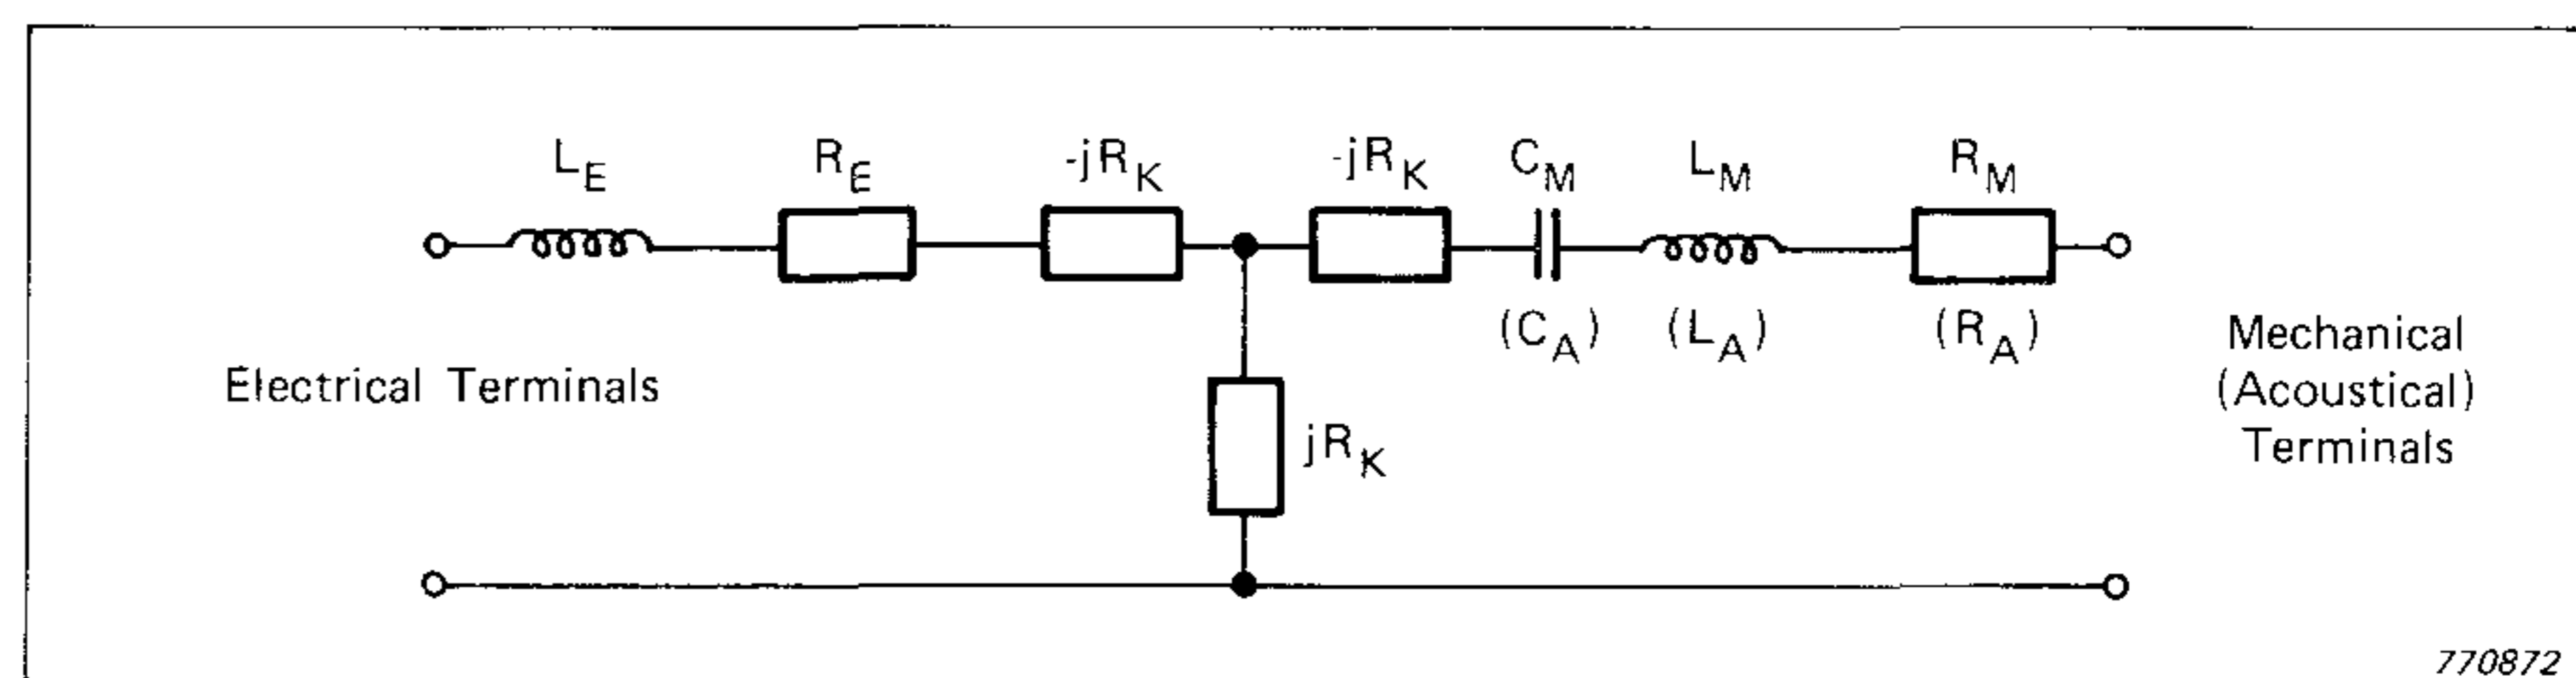 L_E R_E -jR_K -jR_K C_M L_M R_M
(C_A) (L_A) (R_A)
Electrical Terminals
jR_K
Mechanical
(Acoustical)
Terminals
770872